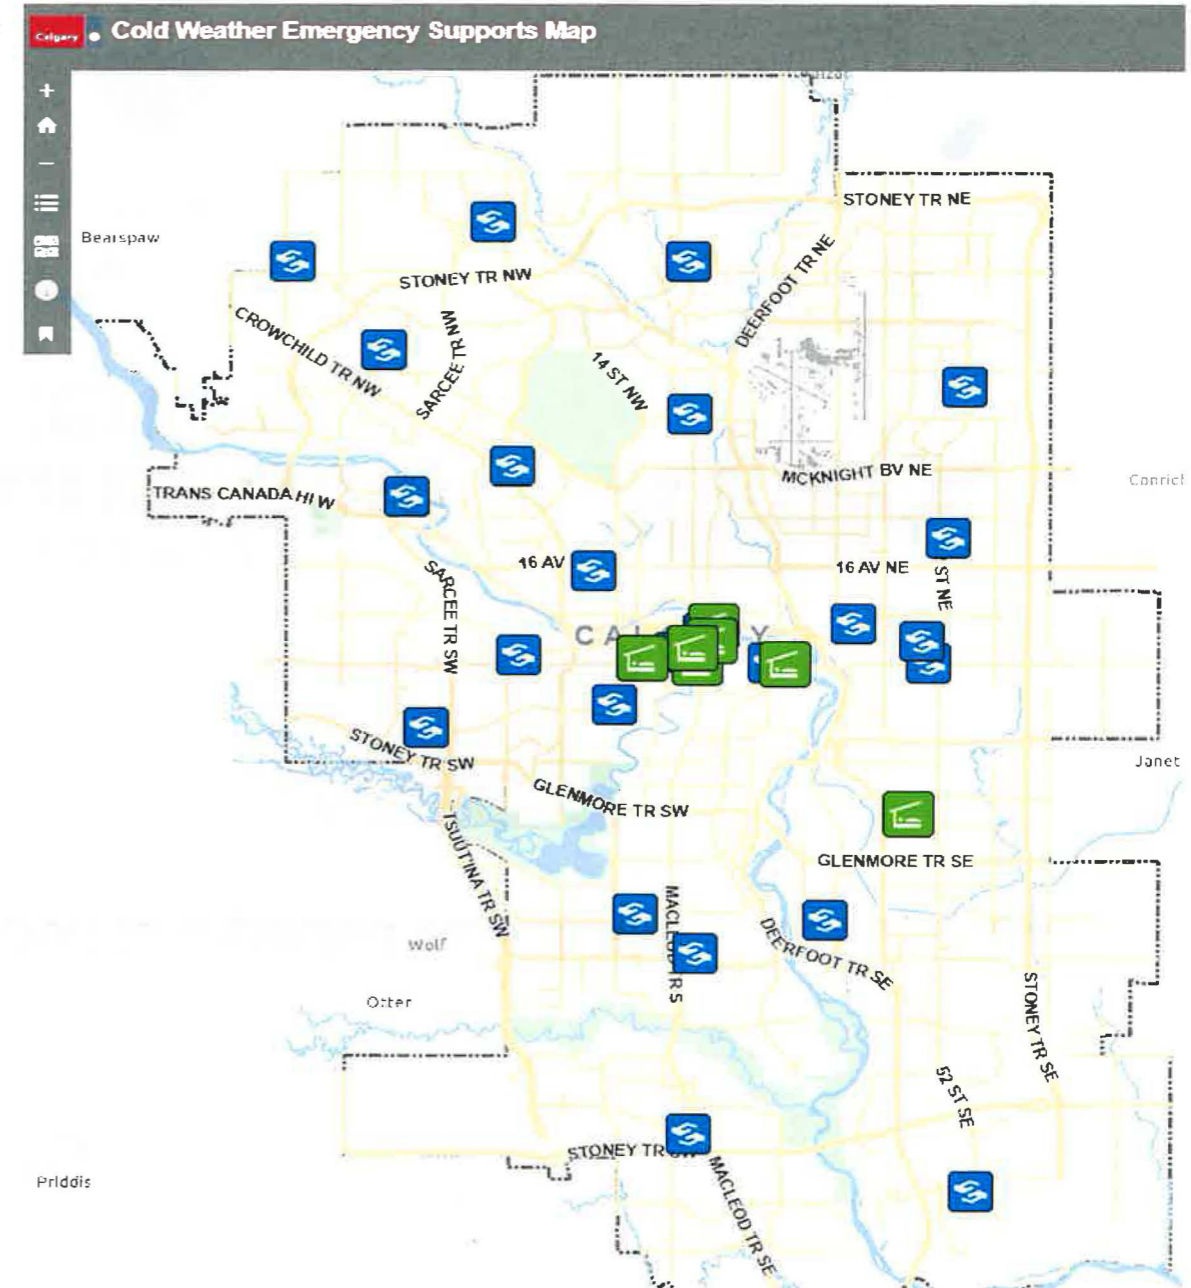 Calgary
Cold Weather Emergency Supports Map
STONEY TR NE
Bearspaw
DEERFOOT TR NE
STONEY TR NW
CROWCHILD TR NW
SARCEE TR NW
14 ST NW
MCKNIGHT BV NE
TRANS CANADA HI W
16 AV
16 AV NE
ST NE
SARCEE TR SW
CAL Y
STONEY TR SW
Janet
GLENMORE TR SW
GLENMORE TR SE
TSUUT'INA TR SW
MACLEOD TR S
DEERFOOT TR SE
Wolf
Otter
STONEY TR SE
52 ST SE
STONEY TR SW
MACLEOD TR SE
Priddis